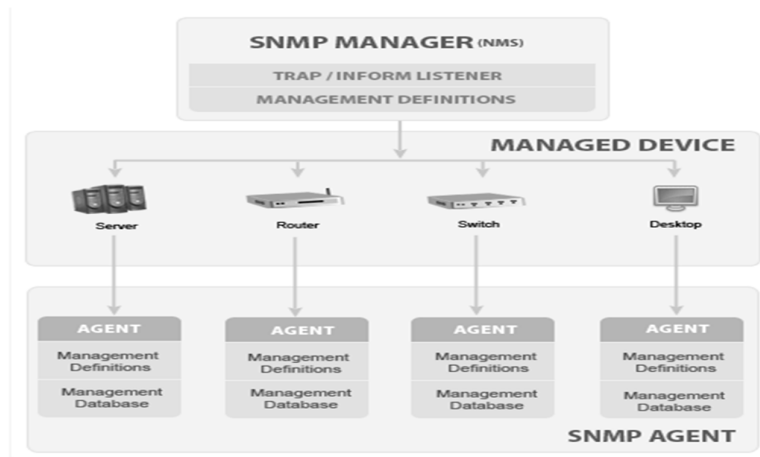 SNMP MANAGER (NMS)
TRAP / INFORM LISTENER
MANAGEMENT DEFINITIONS
MANAGED DEVICE
Server
Router
Switch
Desktop
AGENT
Management
Definitions
Management
Database
AGENT
Management
Definitions
Management
Database
AGENT
Management
Definitions
Management
Database
AGENT
Management
Definitions
Management
Database
SNMP AGENT